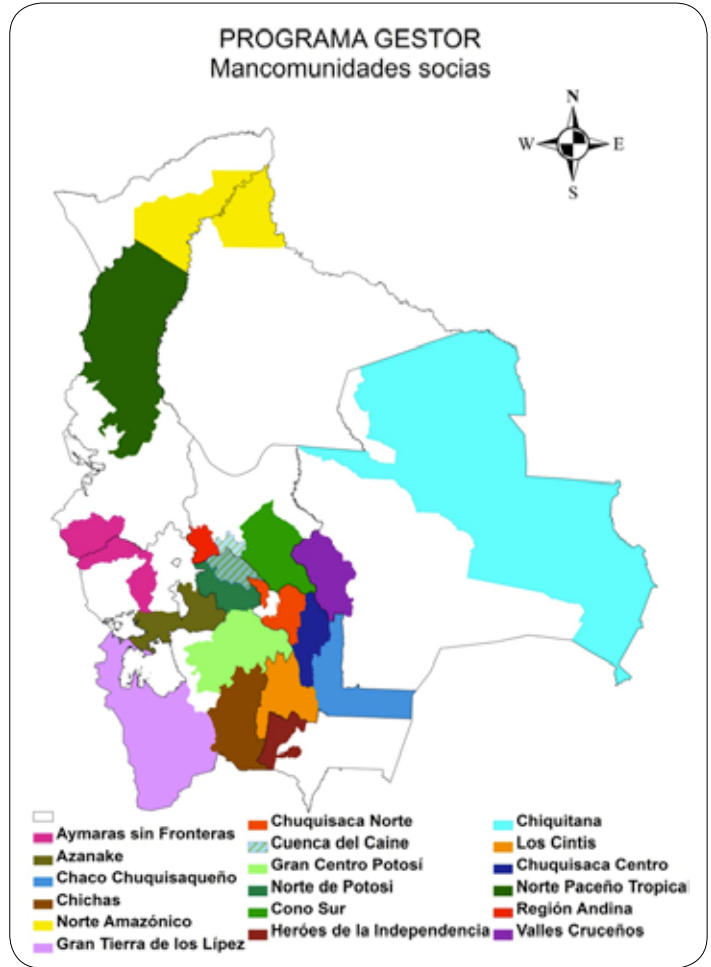 PROGRAMA GESTOR
Mancomunidades socias
N
W E
S
Aymaras sin Fronteras
Azanake
Chaco Chuquisaqueño
Chichas
Norte Amazónico
Gran Tierra de los Lípez
Chuquisaca Norte
Cuenca del Caine
Gran Centro Potosí
Norte de Potosi
Cono Sur
Heróes de la Independencia
Chiquitana
Los Cintis
Chuquisaca Centro
Norte Paceño Tropical
Región Andina
Valles Cruceños